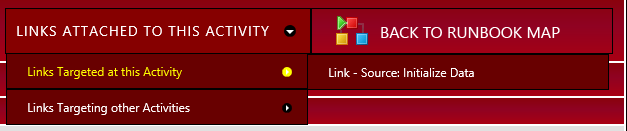 LINKS ATTACHED TO THIS ACTIVITY
BACK TO RUNBOOK MAP
Links Targeted at this Activity
Link - Source: Initialize Data
Links Targeting other Activities